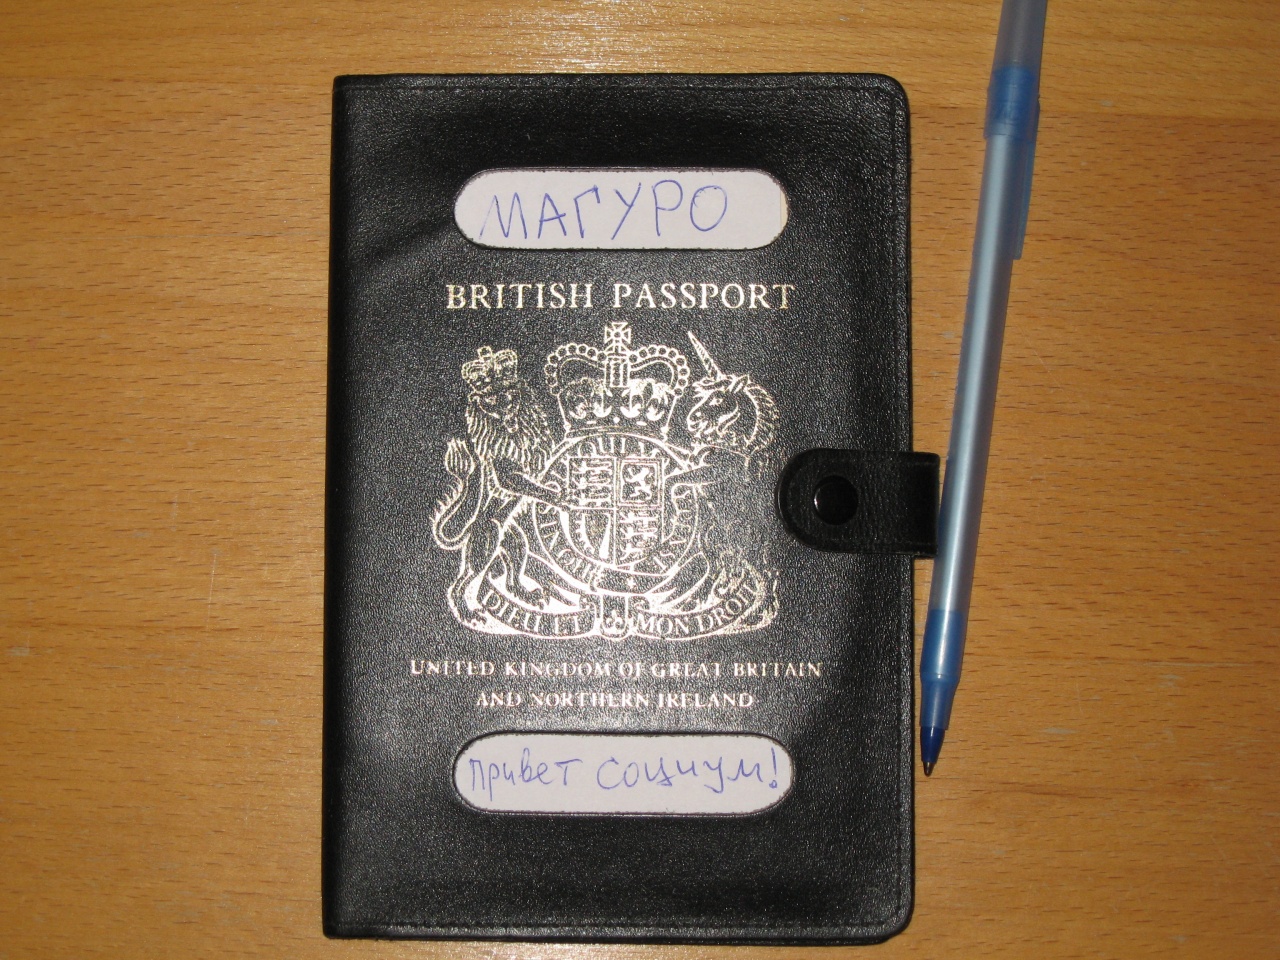 МАГУРО
BRITISH PASSPORT
DIEU ET MON DROIT
UNITED KINGDOM OF GREAT BRITAIN
AND NORTHERN IRELAND
привет социум!